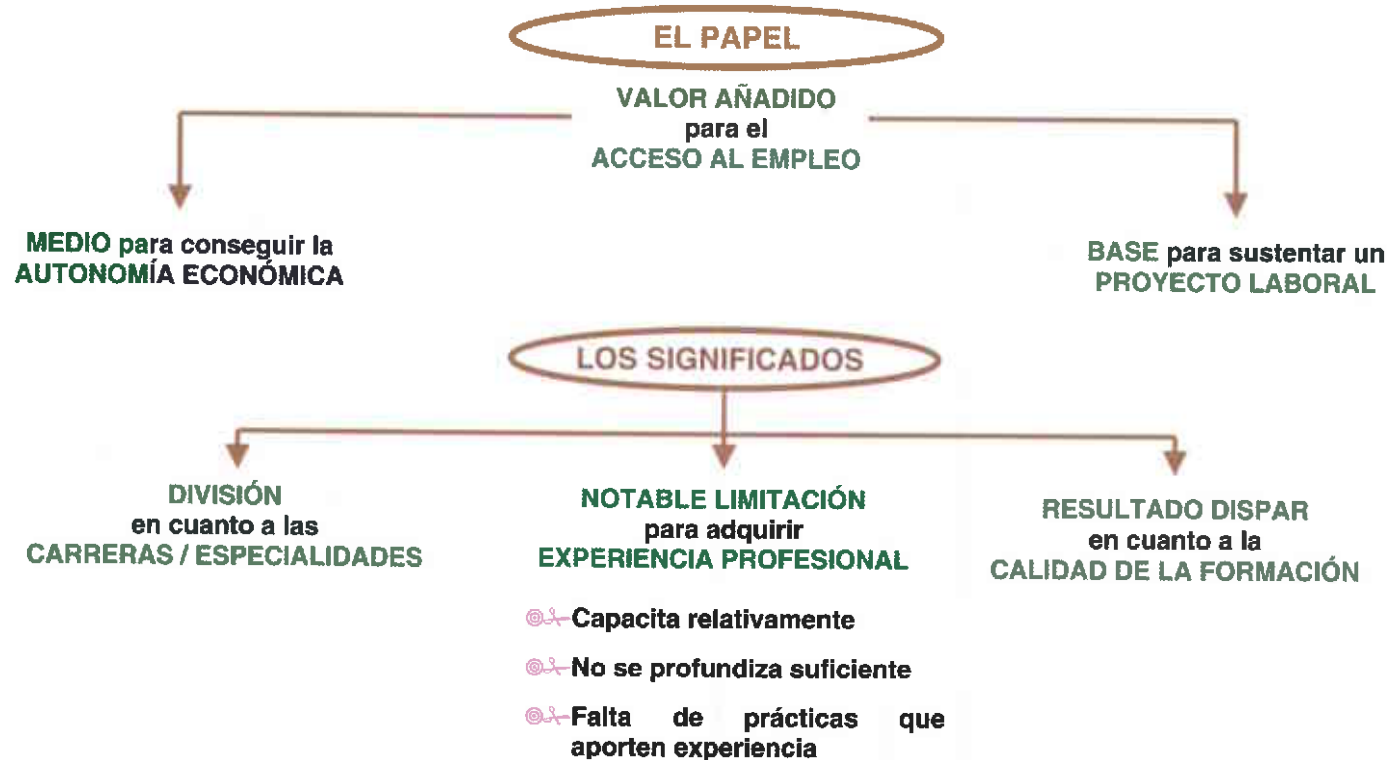 EL PAPEL
VALOR AÑADIDO
para el
ACCESO AL EMPLEO
MEDIO para conseguir la
AUTONOMÍA ECONÓMICA
BASE para sustentar un
PROYECTO LABORAL
LOS SIGNIFICADOS
DIVISIÓN
en cuanto a las
CARRERAS / ESPECIALIDADES
NOTABLE LIMITACIÓN
para adquirir
EXPERIENCIA PROFESIONAL
Capacita relativamente
No se profundiza suficiente
Falta de prácticas que
aporten experiencia
RESULTADO DISPAR
en cuanto a la
CALIDAD DE LA FORMACIÓN